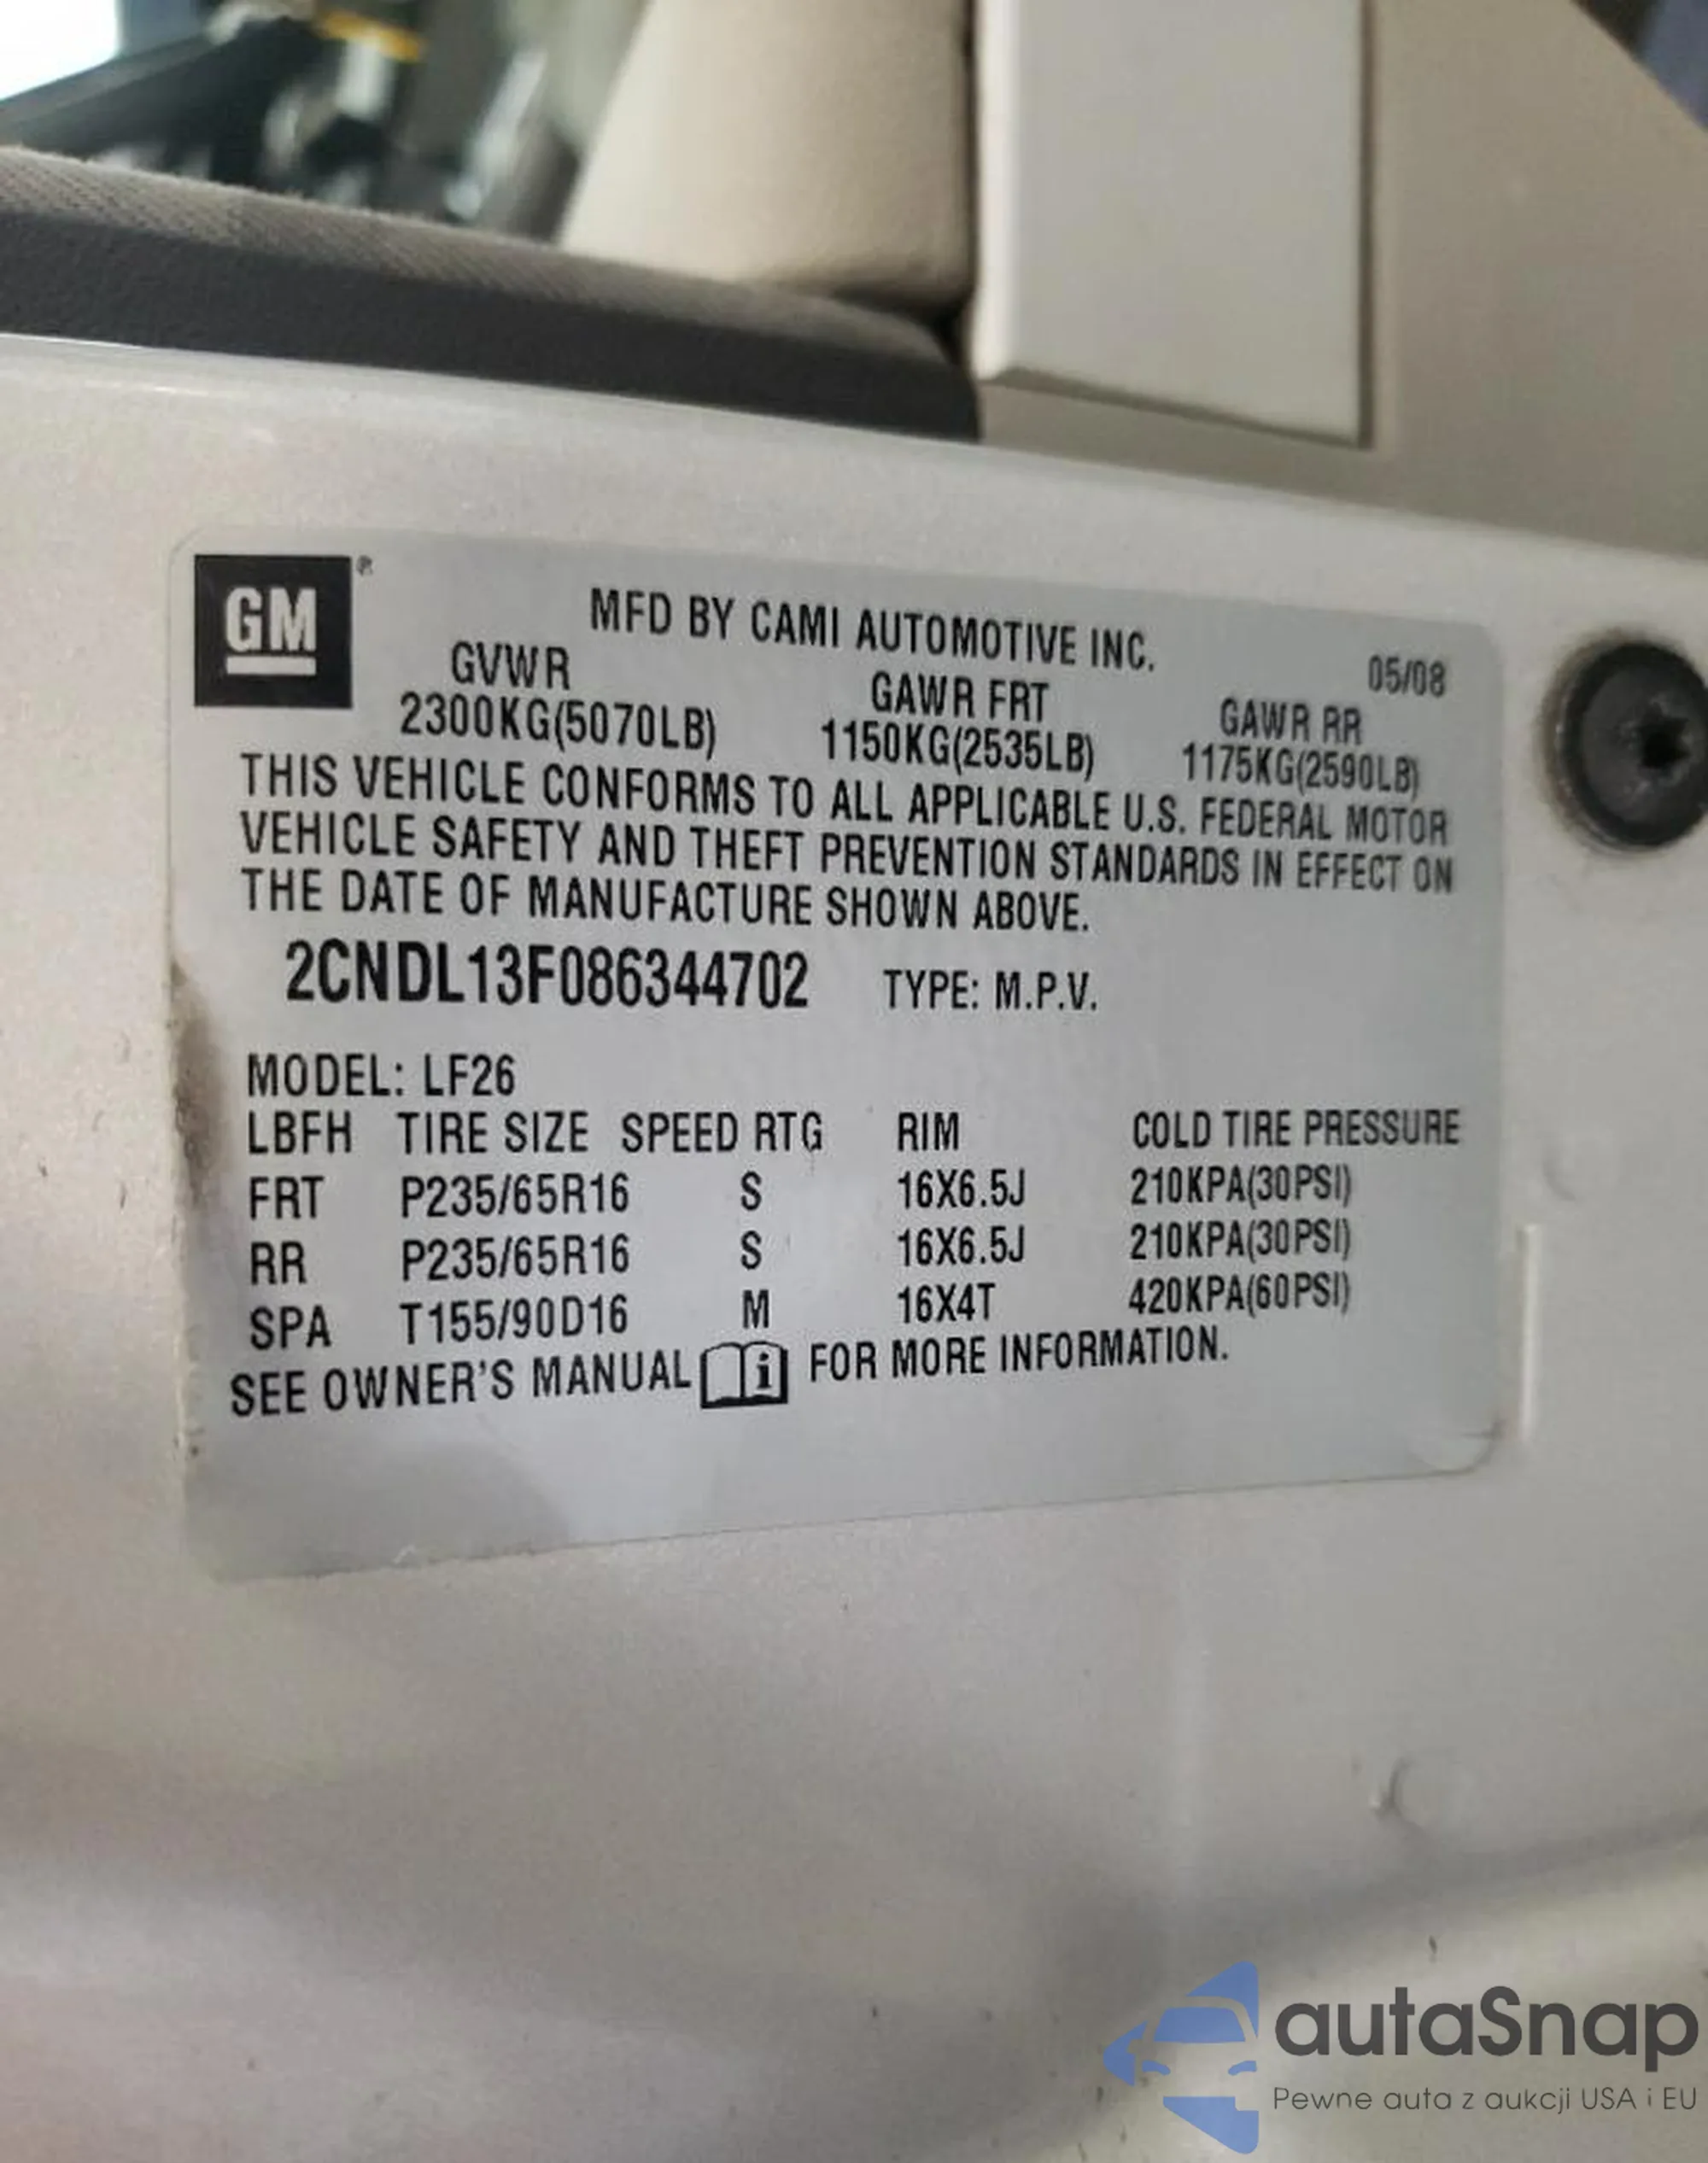 GM®
MFD BY CAMI AUTOMOTIVE INC.
05/08
GVWR GAWR FRT GAWR RR
2300KG(5070LB) 1150KG(2535LB) 1175KG(2590LB)
THIS VEHICLE CONFORMS TO ALL APPLICABLE U.S. FEDERAL MOTOR
VEHICLE SAFETY AND THEFT PREVENTION STANDARDS IN EFFECT ON
THE DATE OF MANUFACTURE SHOWN ABOVE.
2CNDL13F086344702 TYPE: M.P.V.
MODEL: LF26
LBFH TIRE SIZE SPEED RTG RIM COLD TIRE PRESSURE
FRT P235/65R16 S 16X6.5J 210KPA(30PSI)
RR P235/65R16 S 16X6.5J 210KPA(30PSI)
SPA T155/90D16 M 16X4T 420KPA(60PSI)
SEE OWNER'S MANUAL i FOR MORE INFORMATION.
autaSnap
Pewne auta z aukcji USA i EU